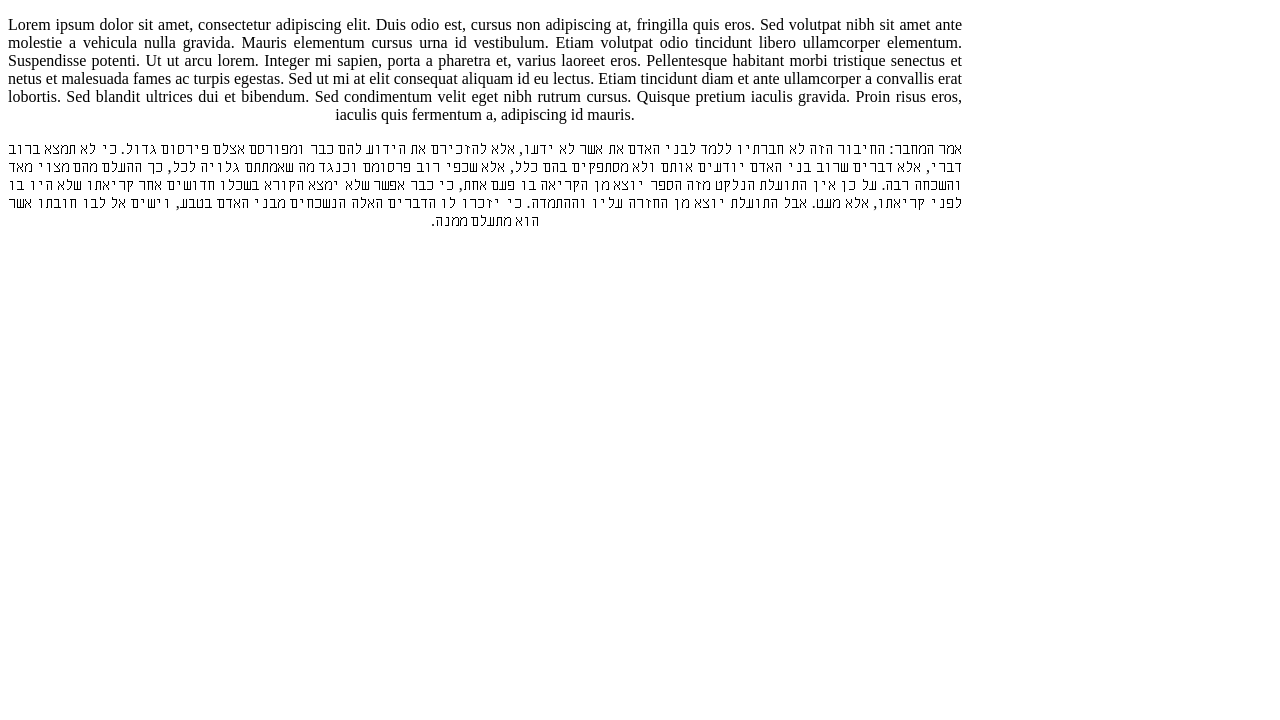 Lorem ipsum dolor sit amet, consectetur adipiscing elit. Duis odio est, cursus non adipiscing at, fringilla quis eros. Sed volutpat nibh sit amet ante
molestie a vehicula nulla gravida. Mauris elementum cursus urna id vestibulum. Etiam volutpat odio tincidunt libero ullamcorper elementum.
Suspendisse potenti. Ut ut arcu lorem. Integer mi sapien, porta a pharetra et, varius laoreet eros. Pellentesque habitant morbi tristique senectus et
netus et malesuada fames ac turpis egestas. Sed ut mi at elit consequat aliquam id eu lectus. Etiam tincidunt diam et ante ullamcorper a convallis erat
lobortis. Sed blandit ultrices dui et bibendum. Sed condimentum velit eget nibh rutrum cursus. Quisque pretium iaculis gravida. Proin risus eros,
iaculis quis fermentum a, adipiscing id mauris.
אמר המחבר: החיבור הזה לא חברתיו ללמד לבני האדם את אשר לא ידעו, אלא להזכירם את הידוע להם כבר ומפורסם אצלם פירסום גדול. כי לא תמצא ברוב
דברי, אלא דברים שרוב בני האדם יודעים אותם ולא מסתפקים בהם כלל, אלא שכפי רוב פרסומם וכנגד מה שאמתתם גלויה לכל, כך ההעלם מהם מצוי מאד
והשכחה רבה. על כן אין התועלת הנלקט מזה הספר יוצא מן הקריאה בו פעם אחת, כי כבר אפשר שלא ימצא הקורא בשכלו חדושים אחר קריאתו שלא היו בו
לפני קריאתו, אלא מעט. אבל התועלת יוצא מן החזורה עליו וההתמדה. כי יזכרו לו הדברים האלה הנשכחים מבני האדם בטבע, וישים אל לבו חובתו אשר
הוא מתעלם ממנה.